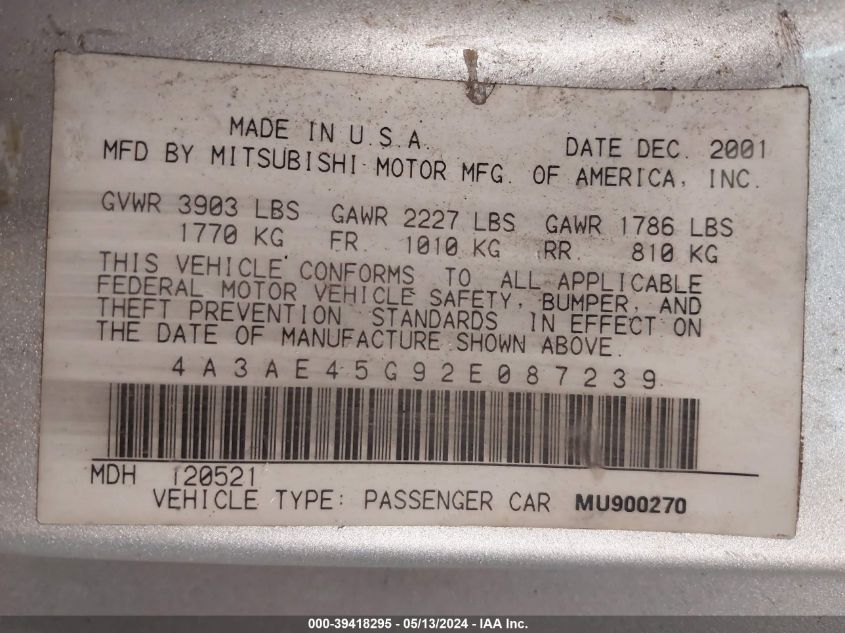 MADE IN U.S.A. DATE DEC. 2001
MFD BY MITSUBISHI MOTOR MFG. OF AMERICA, INC.
GVWR 3903 LBS GAWR 2227 LBS GAWR 1786 LBS
1770 KG FR. 1010 KG RR. 810 KG
THIS VEHICLE CONFORMS TO ALL APPLICABLE
FEDERAL MOTOR VEHICLE SAFETY, BUMPER, AND
THEFT PREVENTION STANDARDS IN EFFECT ON
THE DATE OF MANUFACTURE SHOWN ABOVE.
4A3AE45G92E087239
MDH 120521
VEHICLE TYPE: PASSENGER CAR MU900270
000-39418295 - 05/13/2024 - IAA Inc.